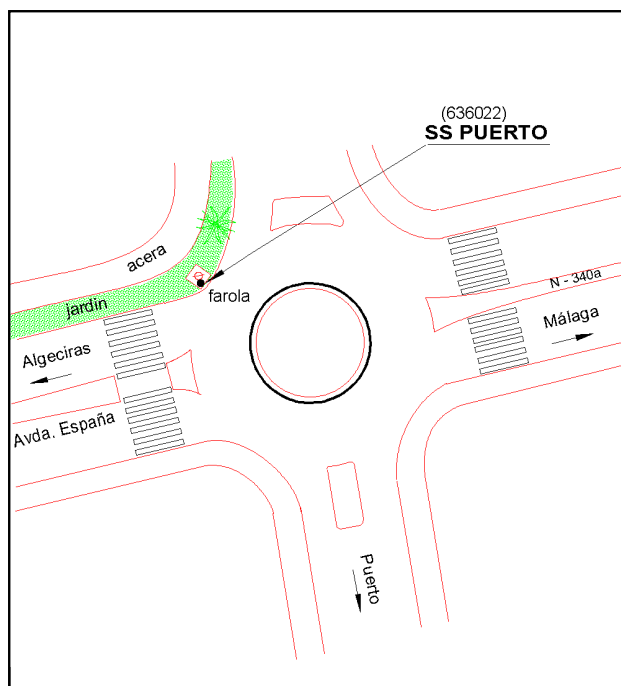 (636022)
SS PUERTO
acera
jardin
farola
N - 340a
Málaga
Algeciras
Avda. España
Puerto